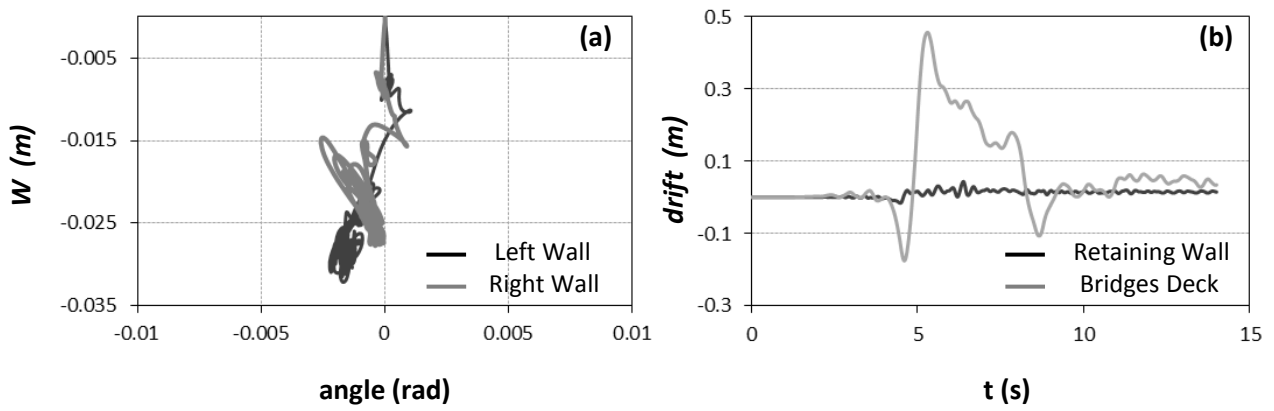 (a)
W (m)
-0.005
-0.015
-0.025
-0.035
Left Wall
Right Wall
-0.01
-0.005
0
0.005
0.01
angle (rad)
(b)
drift (m)
0.5
0.3
0.1
-0.1
-0.3
Retaining Wall
Bridges Deck
0
5
10
15
t (s)